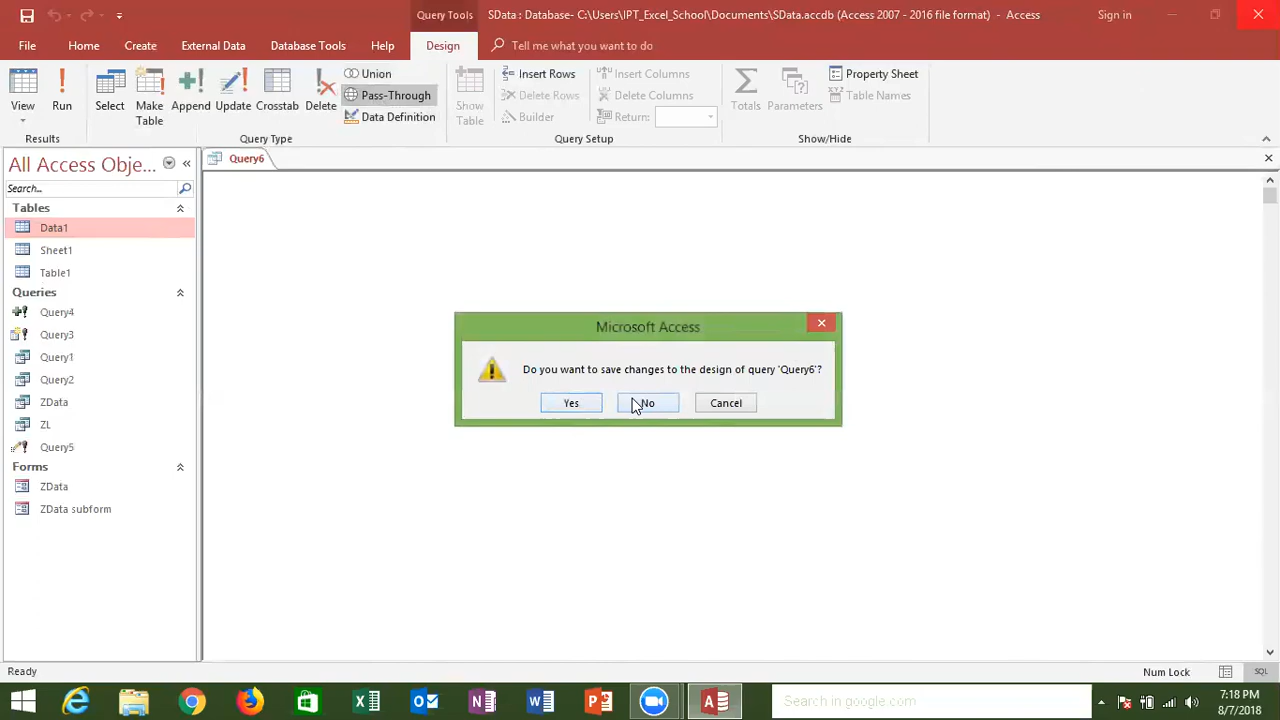 Query Tools
SData : Database- C:\Users\IPT_Excel_School\Documents\SData.accdb (Access 2007 - 2016 file format) - Access
Sign in
File
Home
Create
External Data
Database Tools
Help
Design
Tell me what you want to do
View
Run
Select
Make Table
Append
Update
Crosstab
Delete
Union
Pass-Through
Data Definition
Show Table
Insert Rows
Delete Rows
Builder
Insert Columns
Delete Columns
Return:
Totals
Parameters
Property Sheet
Table Names
Results
Query Type
Query Setup
Show/Hide
All Access Obje...
Query6
Search...
Tables
Data1
Sheet1
Table1
Queries
Query4
Query3
Query1
Query2
ZData
ZL
Query5
Forms
ZData
ZData subform
Microsoft Access
Do you want to save changes to the design of query 'Query6'?
Yes
No
Cancel
Ready
Num Lock
SQL
Search in google.com
7:18 PM
8/7/2018